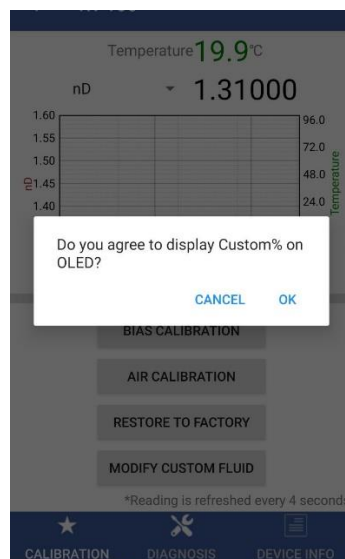 Temperature 19.9 °C
nD 1.31000
1.60 96.0
1.55
72.0
1.50
48.0
nD 1.45 Temperature
1.40 24.0
Do you agree to display Custom% on
OLED?
CANCEL OK
BIAS CALIBRATION
AIR CALIBRATION
RESTORE TO FACTORY
MODIFY CUSTOM FLUID
*Reading is refreshed every 4 second
CALIBRATION DIAGNOSIS DEVICE INFO